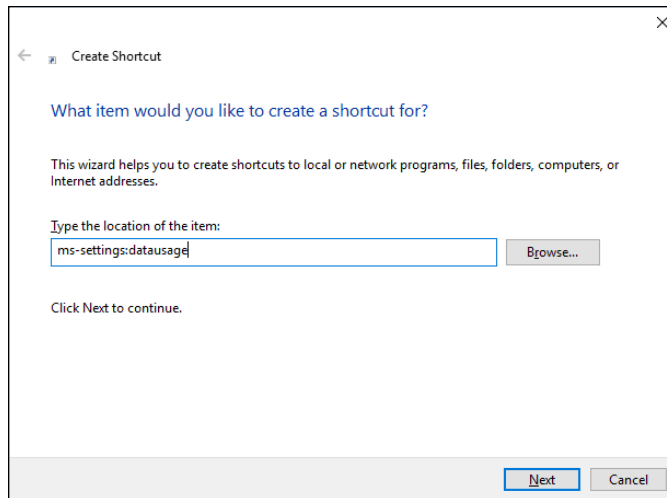 Create Shortcut
What item would you like to create a shortcut for?
This wizard helps you to create shortcuts to local or network programs, files, folders, computers, or
Internet addresses.
Type the location of the item:
ms-settings:datausage
Browse...
Click Next to continue.
Next
Cancel